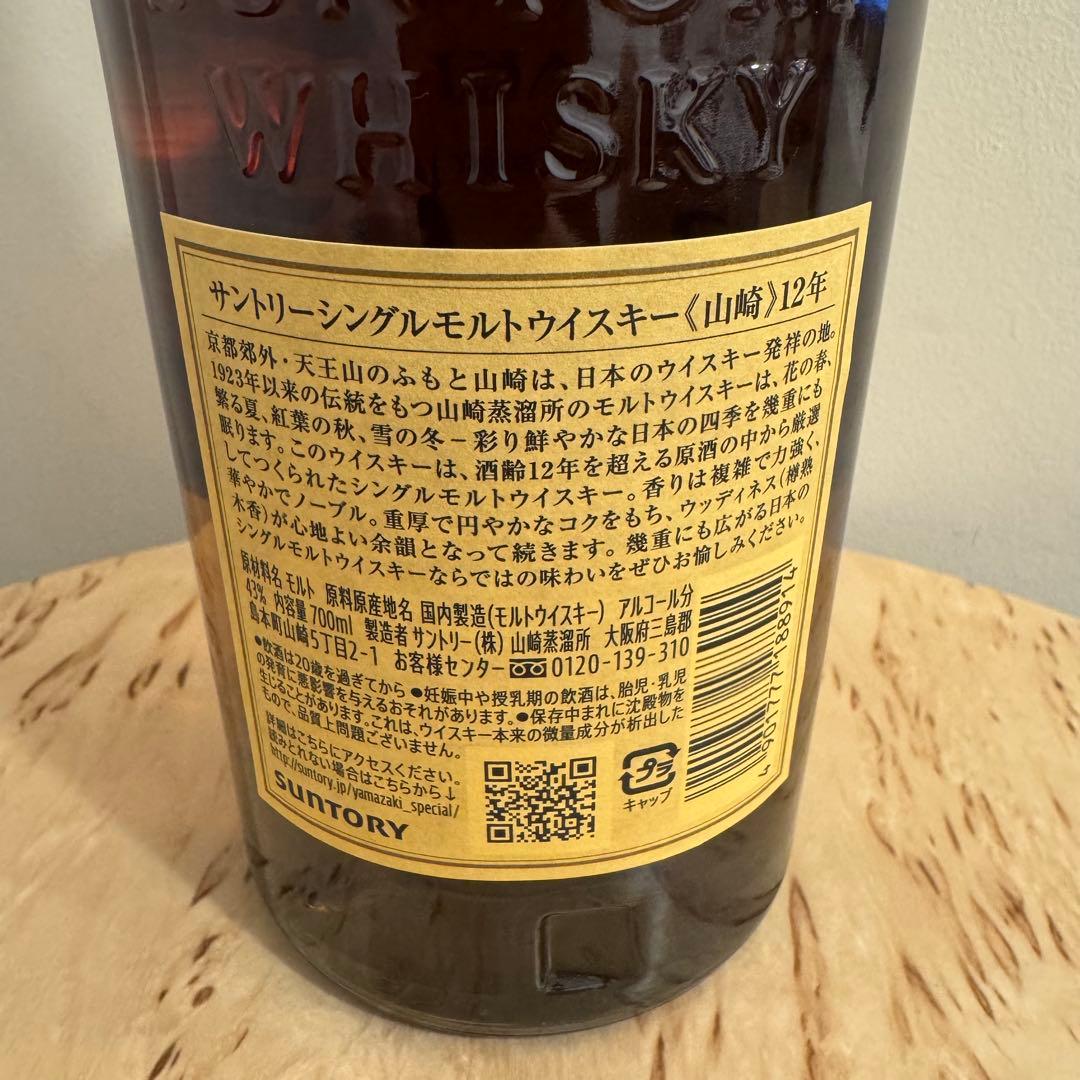 WHISKY
サントリーシングルモルトウイスキー《山崎》12年
京都郊外・天王山のふもと山崎は、日本のウイスキー発祥の地。
1923年以来の伝統をもつ山崎蒸溜所のモルトウイスキーは、花の春、
繁る夏、紅葉の秋、雪の冬－彩り鮮やかな日本の四季を幾重にも
眠ります。このウイスキーは、酒齢12年を超える原酒の中から厳選
してつくられたシングルモルトウイスキー。香りは複雑で力強く、
華やかでノーブル。重厚で円やかなコクをもち、ウッディネス（樽熟
木香）が心地よい余韻となって続きます。幾重にも広がる日本の
シングルモルトウイスキーならではの味わいをぜひお愉しみください。
原材料名 モルト 原料原産地名 国内製造(モルトウイスキー) アルコール分
43% 内容量700ml 製造者 サントリー(株) 山崎蒸溜所 大阪府三島郡
島本町山崎5丁目2-1 お客様センター 0120-139-310
●飲酒は20歳を過ぎてから ●妊娠中や授乳期の飲酒は、胎児・乳児
の発育に悪影響を与えるおそれがあります。●保存中まれに沈殿物を
生じることがあります。これは、ウイスキー本来の微量成分が析出した
もので、品質上問題ございません。
詳細はこちらにアクセスください。
読みとれない場合はこちらから↓
http://suntory.jp/yamazaki_special/
SUNTORY
プラ
キャップ
4 901777 188914